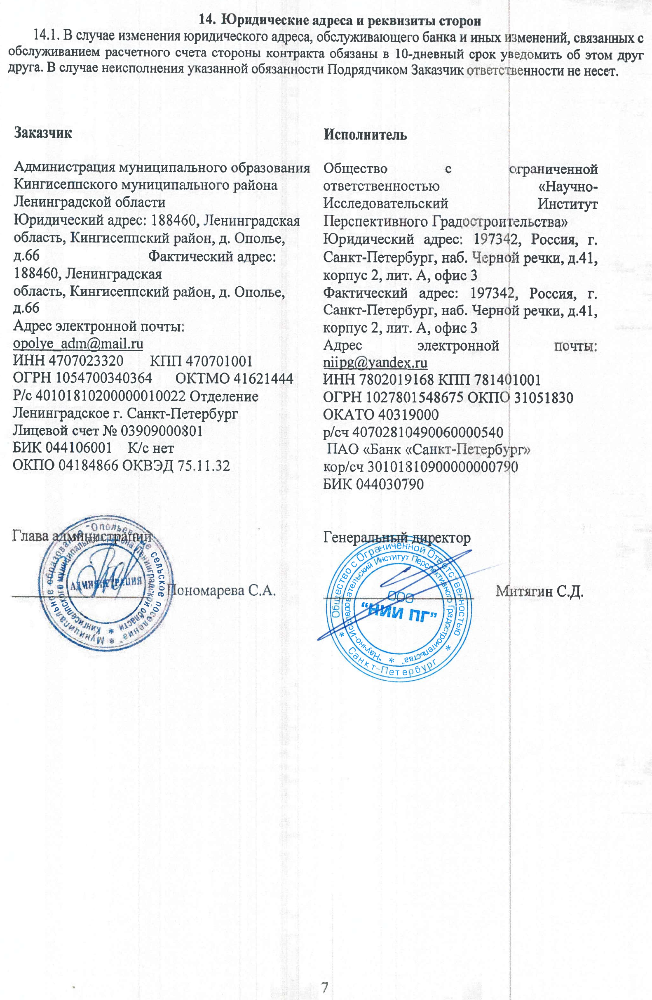 14. Юридические адреса и реквизиты сторон
14.1. В случае изменения юридического адреса, обслуживающего банка и иных изменений, связанных с
обслуживанием расчетного счета стороны контракта обязаны в 10-дневный срок уведомить об этом друг
друга. В случае неисполнения указанной обязанности Подрядчиком Заказчик ответственности не несет.
Заказчик
Администрация муниципального образования
Кингисеппского муниципального района
Ленинградской области
Юридический адрес: 188460, Ленинградская
область, Кингисеппский район, д. Ополье,
д.66 Фактический адрес:
188460, Ленинградская
область, Кингисеппский район, д. Ополье,
д.66
Адрес электронной почты:
opolye_adm@mail.ru
ИНН 4707023320 КПП 470701001
ОГРН 1054700340364 ОКТМО 41621444
Р/с 40101810200000010022 Отделение
Ленинградское г. Санкт-Петербург
Лицевой счет № 03909000801
БИК 044106001 К/с нет
ОКПО 04184866 ОКВЭД 75.11.32
Глава администрации
Пономарева С.А.
Муниципальное образование "Опольевское сельское поселение"
Кингисеппского муниципального района Ленинградской области
АДМИНИСТРАЦИЯ
Исполнитель
Общество с ограниченной
ответственностью «Научно-
Исследовательский Институт
Перспективного Градостроительства»
Юридический адрес: 197342, Россия, г.
Санкт-Петербург, наб. Черной речки, д.41,
корпус 2, лит. А, офис 3
Фактический адрес: 197342, Россия, г.
Санкт-Петербург, наб. Черной речки, д.41,
корпус 2, лит. А, офис 3
Адрес электронной почты:
niipg@yandex.ru
ИНН 7802019168 КПП 781401001
ОГРН 1027801548675 ОКПО 31051830
ОКАТО 40319000
р/сч 40702810490060000540
ПАО «Банк «Санкт-Петербург»
кор/сч 30101810900000000790
БИК 044030790
Генеральный директор
Митягин С.Д.
Общество с Ограниченной Ответственностью
* Санкт-Петербург *
"Научно-Исследовательский Институт Перспективного Градостроительства" *
ООО
“НИИ ПГ”
7